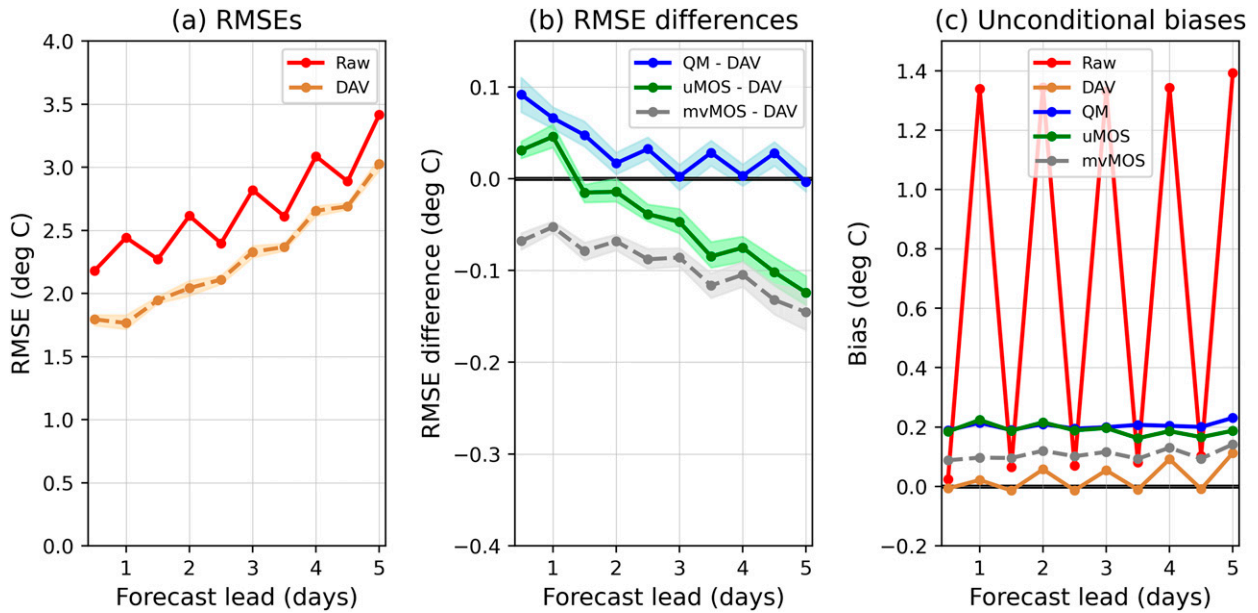 (a) RMSEs
RMSE (deg C)
4.0
3.5
3.0
2.5
2.0
1.5
1.0
0.5
0.0
Raw
DAV
1 2 3 4 5
Forecast lead (days)
(b) RMSE differences
RMSE difference (deg C)
0.1
0.0
−0.1
−0.2
−0.3
−0.4
QM - DAV
uMOS - DAV
mvMOS - DAV
1 2 3 4 5
Forecast lead (days)
(c) Unconditional biases
Bias (deg C)
1.4
1.2
1.0
0.8
0.6
0.4
0.2
0.0
−0.2
Raw
DAV
QM
uMOS
mvMOS
1 2 3 4 5
Forecast lead (days)